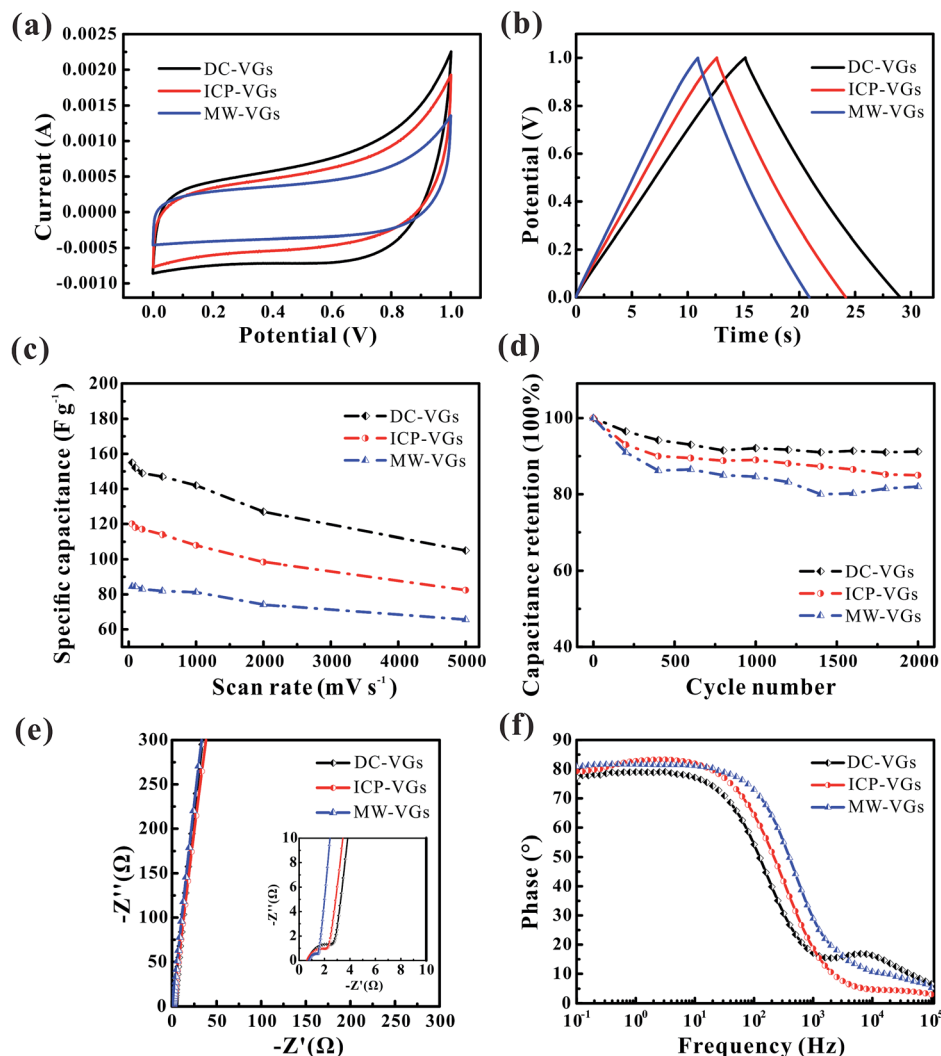 (a)
0.0025
0.0020
0.0015
0.0010
0.0005
0.0000
-0.0005
-0.0010
Current (A)
DC-VGs
ICP-VGs
MW-VGs
0.0 0.2 0.4 0.6 0.8 1.0
Potential (V)
(b)
1.0
0.8
0.6
0.4
0.2
0.0
Potential (V)
DC-VGs
ICP-VGs
MW-VGs
0 5 10 15 20 25 30
Time (s)
(c)
200
180
160
140
120
100
80
60
Specific capacitance (F g⁻¹)
DC-VGs
ICP-VGs
MW-VGs
0 1000 2000 3000 4000 5000
Scan rate (mV s⁻¹)
(d)
100
80
60
40
Capacitance retention (100%)
DC-VGs
ICP-VGs
MW-VGs
0 500 1000 1500 2000
Cycle number
(e)
300
250
200
150
100
50
0
-Z''(Ω)
DC-VGs
ICP-VGs
MW-VGs
10
8
6
4
2
0
-Z''(Ω)
0 2 4 6 8 10
-Z'(Ω)
0 50 100 150 200 250 300
-Z'(Ω)
(f)
90
80
70
60
50
40
30
20
10
0
Phase (°)
DC-VGs
ICP-VGs
MW-VGs
10⁻¹ 10⁰ 10¹ 10² 10³ 10⁴ 10⁵
Frequency (Hz)